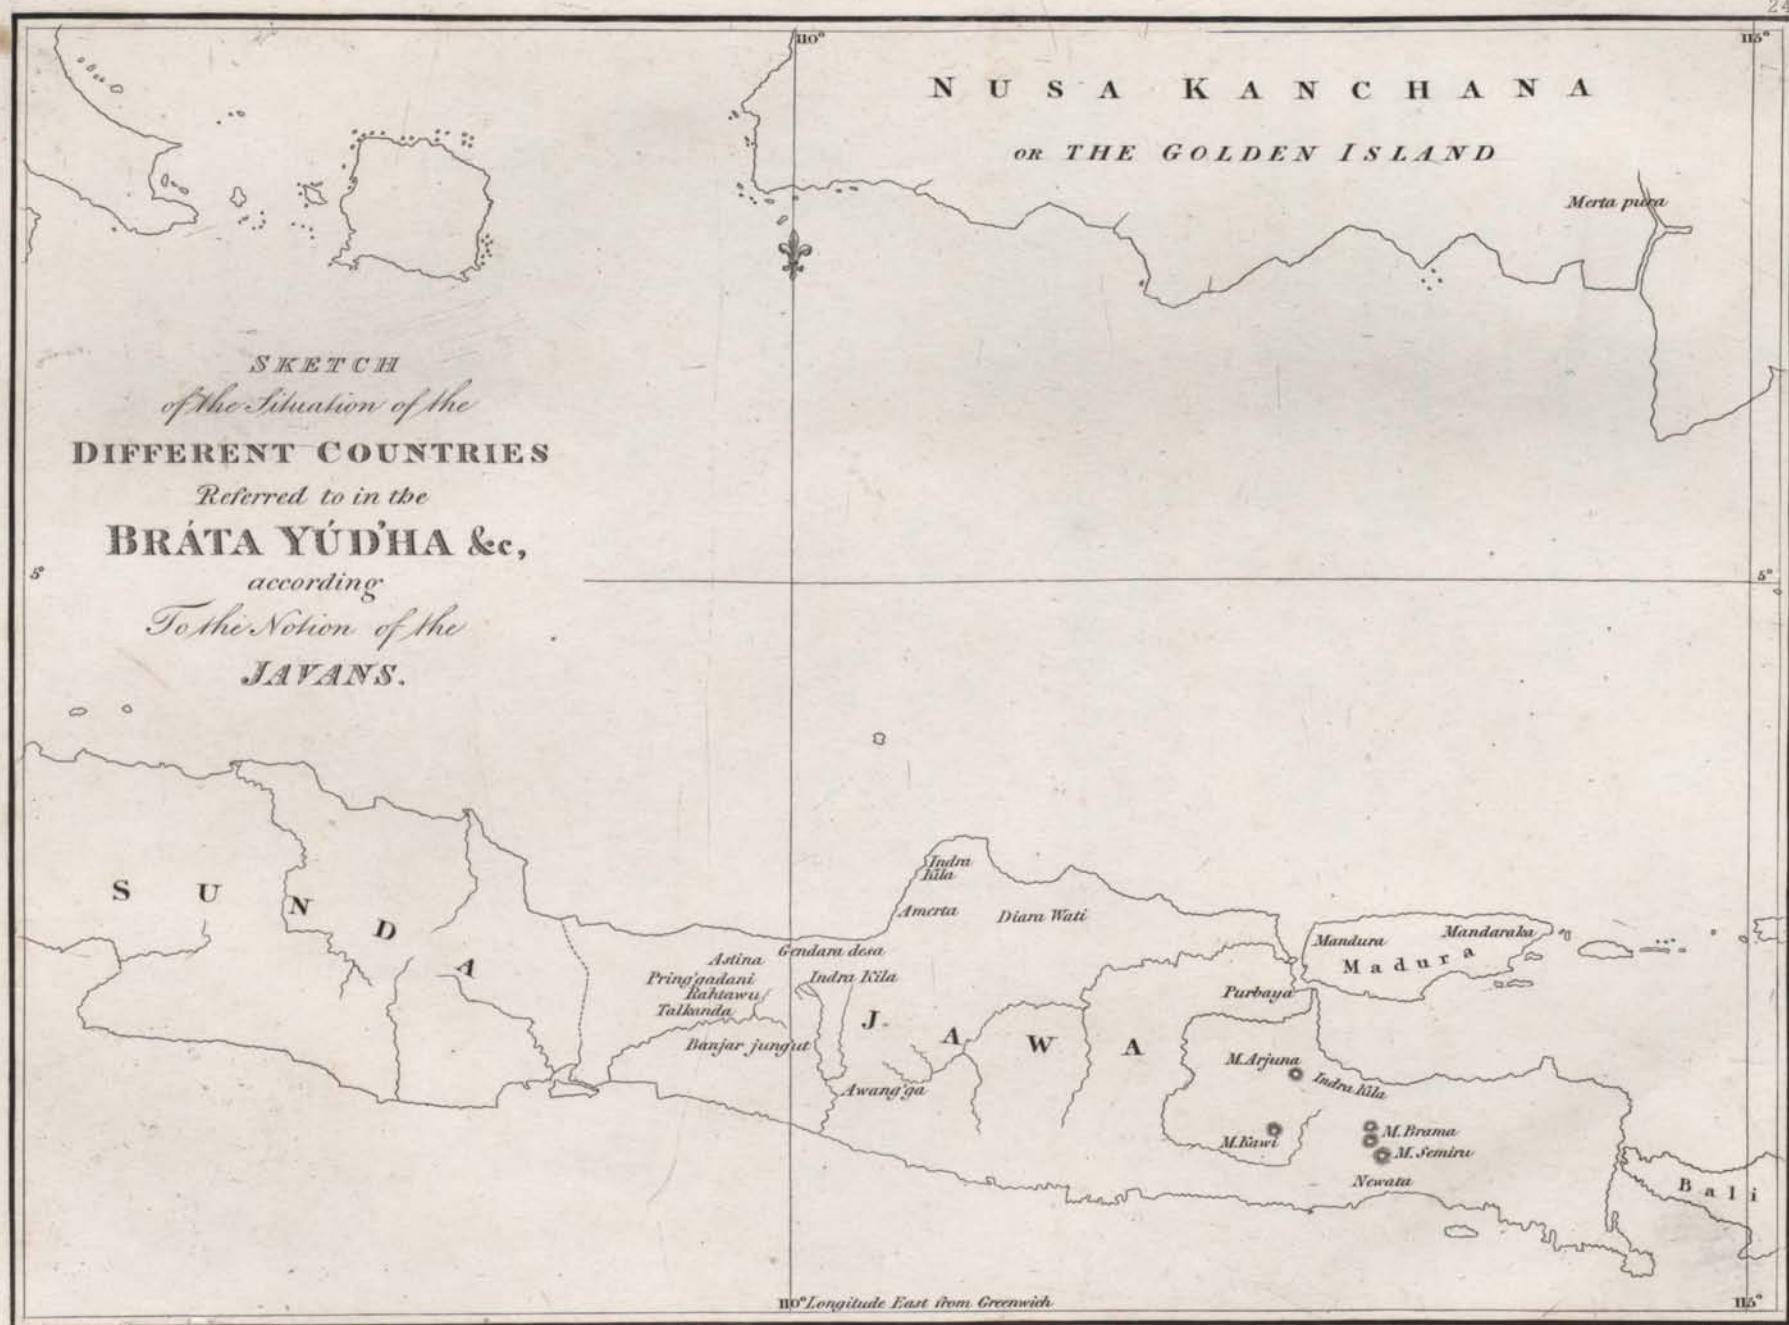 24
110°
115°
NUSA KANCHANA
OR THE GOLDEN ISLAND
Merta pura
SKETCH
of the Situation of the
DIFFERENT COUNTRIES
Referred to in the
BRÁTA YÚD'HA &c,
according
To the Notion of the
JAVANS.
5°
5°
SUNDA
Indra
Kila
Amerta
Diara Wati
Gendara desa
Astina
Pring'gadani
Indra Kila
Rahtawu
Talkanda
Banjar jungut
JAWA
Awang'ga
Mandura
Mandaraka
Madura
Purbaya
M. Arjuna
Indra Kila
M. Kawi
M. Brama
M. Semiru
Newata
Bali
110° Longitude East from Greenwich
115°